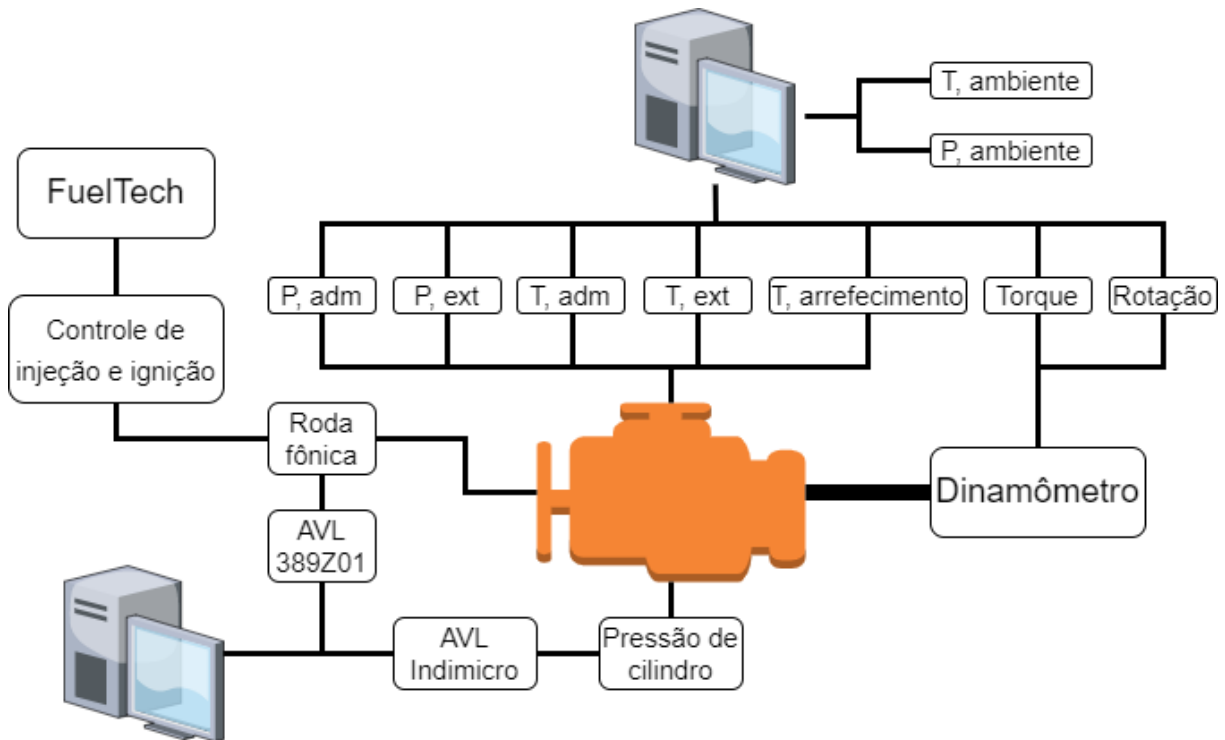 T, ambiente
P, ambiente
FuelTech
P, adm
P, ext
T, adm
T, ext
T, arrefecimento
Torque
Rotação
Controle de
injeção e ignição
Roda
fônica
Dinamômetro
AVL
389Z01
AVL
Indimicro
Pressão de
cilindro